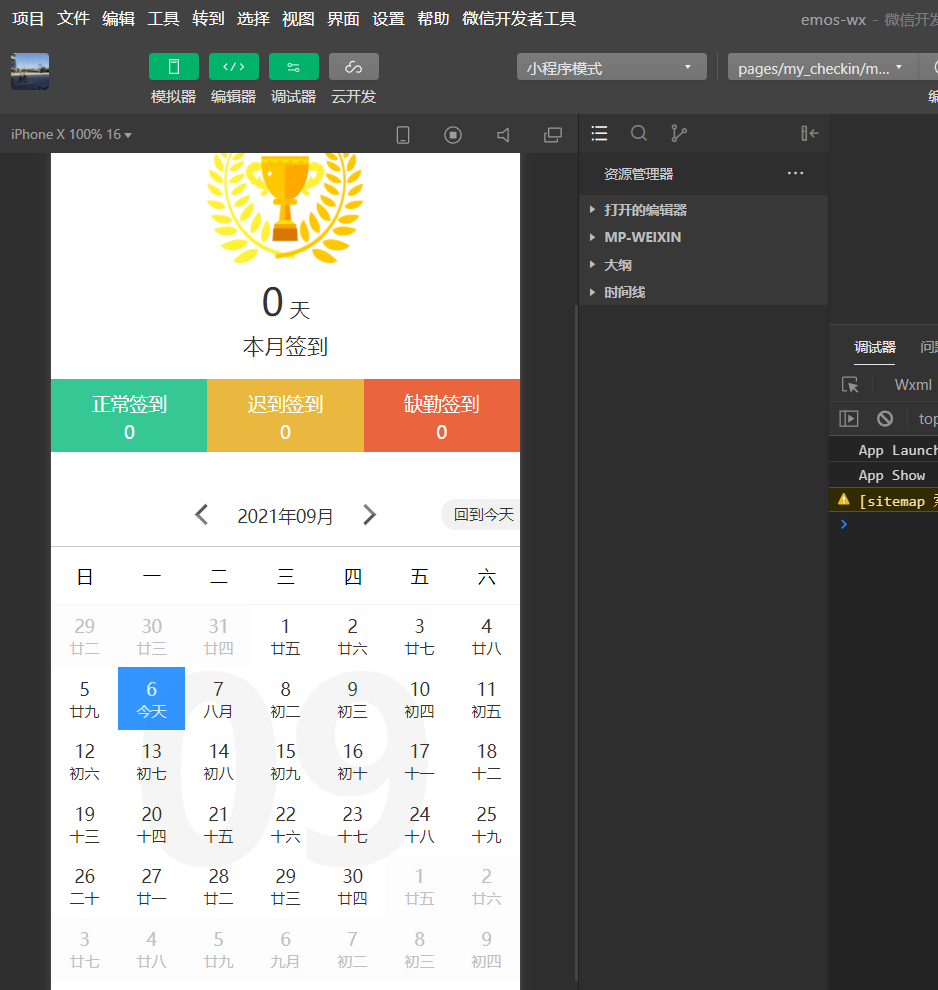 项目 文件 编辑 工具 转到 选择 视图 界面 设置 帮助 微信开发者工具 emos-wx - 微信开发
小程序模式 pages/my_checkin/m...
模拟器 编辑器 调试器 云开发
iPhone X 100% 16
资源管理器 ...
打开的编辑器
MP-WEIXIN
大纲
时间线
0 天
本月签到
正常签到 迟到签到 缺勤签到
0 0 0
2021年09月 回到今天
日 一 二 三 四 五 六
29 30 31 1 2 3 4
廿二 廿三 廿四 廿五 廿六 廿七 廿八
5 6 7 8 9 10 11
廿九 今天 八月 初二 初三 初四 初五
09
12 13 14 15 16 17 18
初六 初七 初八 初九 初十 十一 十二
19 20 21 22 23 24 25
十三 十四 十五 十六 十七 十八 十九
26 27 28 29 30 1 2
二十 廿一 廿二 廿三 廿四 廿五 廿六
3 4 5 6 7 8 9
廿七 廿八 廿九 九月 初二 初三 初四
调试器
Wxml
top
App Launch
App Show
[sitemap